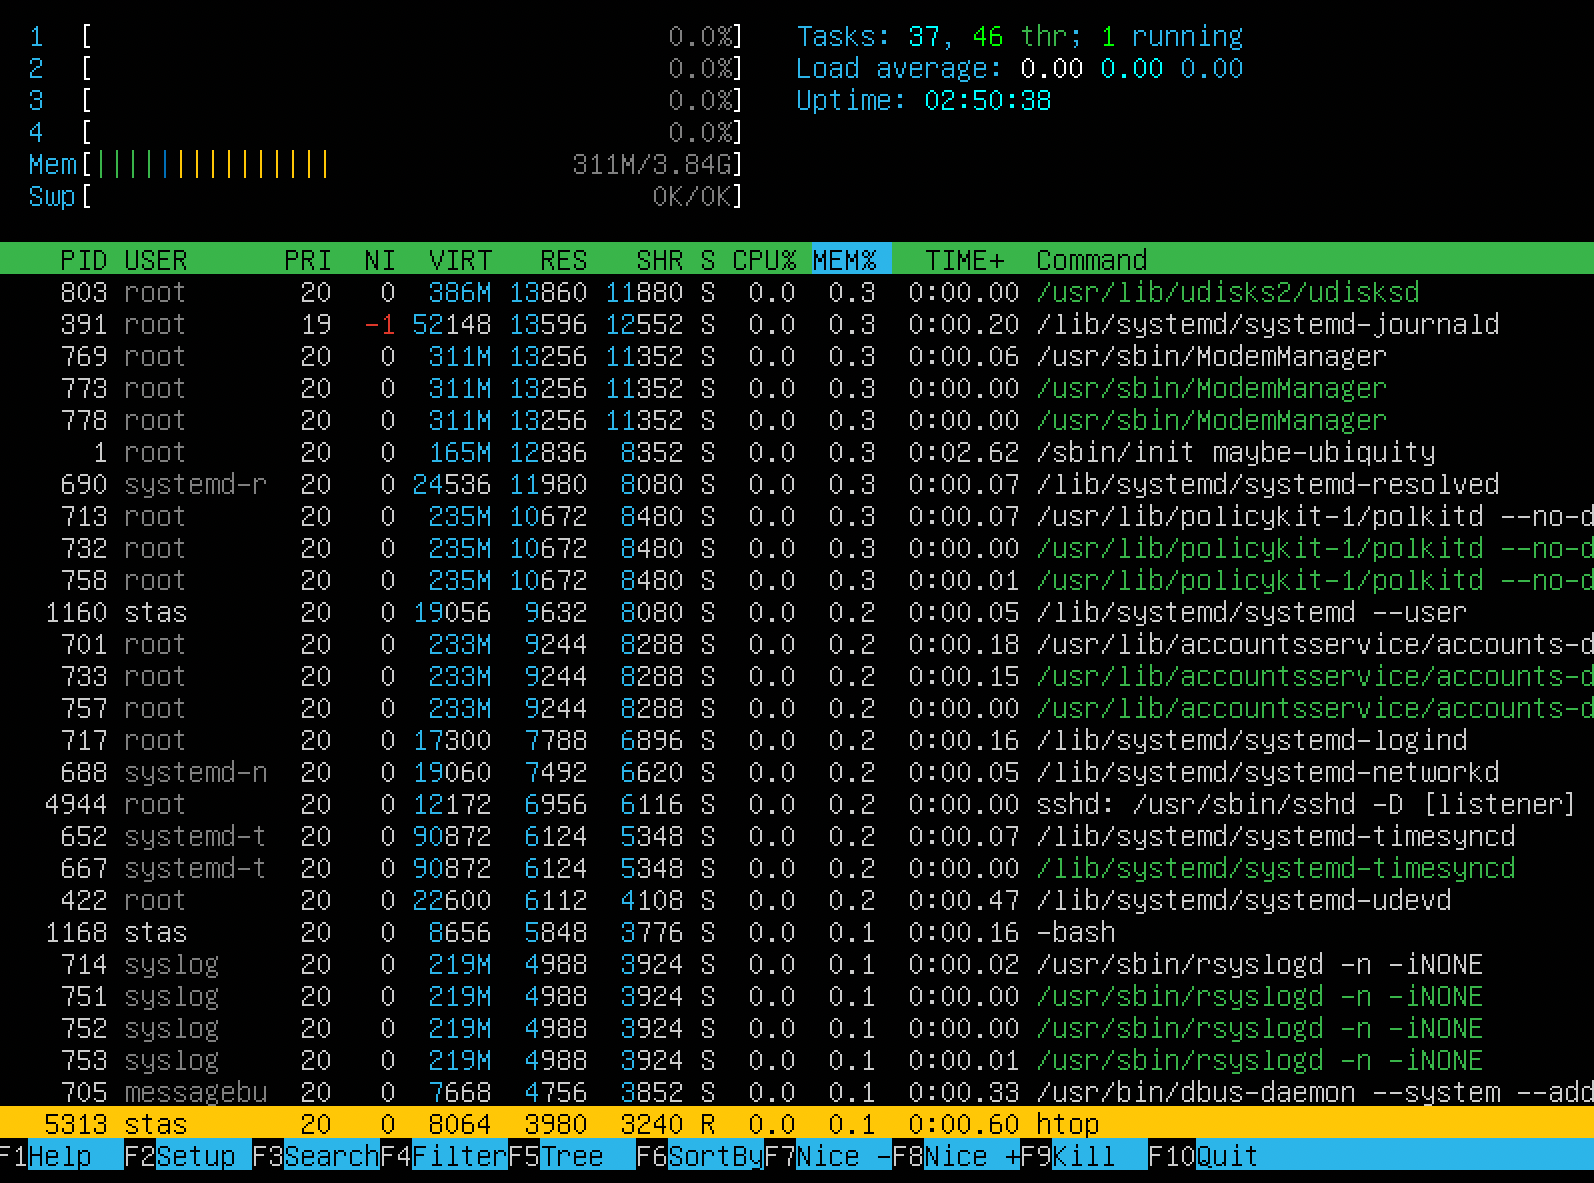 1 [ 0.0%] Tasks: 37, 46 thr; 1 running
2 [ 0.0%] Load average: 0.00 0.00 0.00
3 [ 0.0%] Uptime: 02:50:38
4 [ 0.0%]
Mem[||||||||||||||| 311M/3.84G]
Swp[ 0K/0K]
PID USER PRI NI VIRT RES SHR S CPU% MEM% TIME+ Command
803 root 20 0 386M 13860 11880 S 0.0 0.3 0:00.00 /usr/lib/udisks2/udisksd
391 root 19 -1 52148 13596 12552 S 0.0 0.3 0:00.20 /lib/systemd/systemd-journald
769 root 20 0 311M 13256 11352 S 0.0 0.3 0:00.06 /usr/sbin/ModemManager
773 root 20 0 311M 13256 11352 S 0.0 0.3 0:00.00 /usr/sbin/ModemManager
778 root 20 0 311M 13256 11352 S 0.0 0.3 0:00.00 /usr/sbin/ModemManager
1 root 20 0 165M 12836 8352 S 0.0 0.3 0:02.62 /sbin/init maybe-ubiquity
690 systemd-r 20 0 24536 11980 8080 S 0.0 0.3 0:00.07 /lib/systemd/systemd-resolved
713 root 20 0 235M 10672 8480 S 0.0 0.3 0:00.07 /usr/lib/policykit-1/polkitd --no-d
732 root 20 0 235M 10672 8480 S 0.0 0.3 0:00.00 /usr/lib/policykit-1/polkitd --no-d
758 root 20 0 235M 10672 8480 S 0.0 0.3 0:00.01 /usr/lib/policykit-1/polkitd --no-d
1160 stas 20 0 19056 9632 8080 S 0.0 0.2 0:00.05 /lib/systemd/systemd --user
701 root 20 0 233M 9244 8288 S 0.0 0.2 0:00.18 /usr/lib/accountsservice/accounts-d
733 root 20 0 233M 9244 8288 S 0.0 0.2 0:00.15 /usr/lib/accountsservice/accounts-d
757 root 20 0 233M 9244 8288 S 0.0 0.2 0:00.00 /usr/lib/accountsservice/accounts-d
717 root 20 0 17300 7788 6896 S 0.0 0.2 0:00.16 /lib/systemd/systemd-logind
688 systemd-n 20 0 19060 7492 6620 S 0.0 0.2 0:00.05 /lib/systemd/systemd-networkd
4944 root 20 0 12172 6956 6116 S 0.0 0.2 0:00.00 sshd: /usr/sbin/sshd -D [listener]
652 systemd-t 20 0 90872 6124 5348 S 0.0 0.2 0:00.07 /lib/systemd/systemd-timesyncd
667 systemd-t 20 0 90872 6124 5348 S 0.0 0.2 0:00.00 /lib/systemd/systemd-timesyncd
422 root 20 0 22600 6112 4108 S 0.0 0.2 0:00.47 /lib/systemd/systemd-udevd
1168 stas 20 0 8656 5848 3776 S 0.0 0.1 0:00.16 -bash
714 syslog 20 0 219M 4988 3924 S 0.0 0.1 0:00.02 /usr/sbin/rsyslogd -n -iNONE
751 syslog 20 0 219M 4988 3924 S 0.0 0.1 0:00.00 /usr/sbin/rsyslogd -n -iNONE
752 syslog 20 0 219M 4988 3924 S 0.0 0.1 0:00.00 /usr/sbin/rsyslogd -n -iNONE
753 syslog 20 0 219M 4988 3924 S 0.0 0.1 0:00.01 /usr/sbin/rsyslogd -n -iNONE
705 messagebu 20 0 7668 4756 3852 S 0.0 0.1 0:00.33 /usr/bin/dbus-daemon --system --add
5313 stas 20 0 8064 3980 3240 R 0.0 0.1 0:00.60 htop
F1Help F2Setup F3SearchF4FilterF5Tree F6SortByF7Nice -F8Nice +F9Kill F10Quit